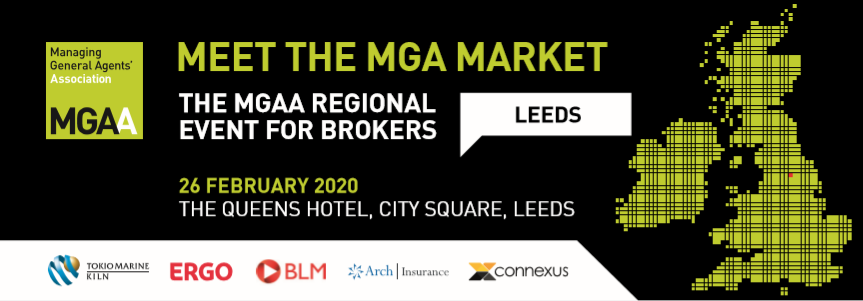 Managing
General Agents'
Association
MGAA
MEET THE MGA MARKET
THE MGAA REGIONAL
EVENT FOR BROKERS
LEEDS
26 FEBRUARY 2020
THE QUEENS HOTEL, CITY SQUARE, LEEDS
TOKIO MARINE
KILN
ERGO
BLM
Arch | Insurance
connexus